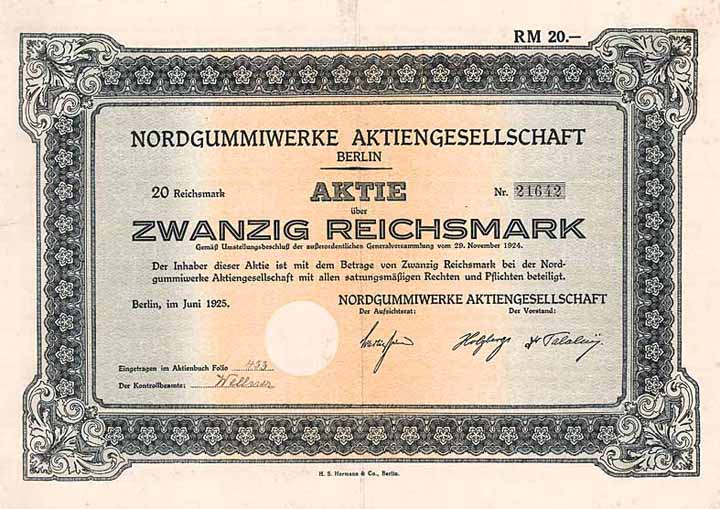 RM 20.—
NORDGUMMIWERKE AKTIENGESELLSCHAFT
BERLIN
20 Reichsmark AKTIE Nr. 21642
über
ZWANZIG REICHSMARK
Gemäß Umstellungsbeschluß der außerordentlichen Generalversammlung vom 29. November 1924.
Der Inhaber dieser Aktie ist mit dem Betrage von Zwanzig Reichsmark bei der Nord-
gummiwerke Aktiengesellschaft mit allen satzungsmäßigen Rechten und Pflichten beteiligt.
Berlin, im Juni 1925. NORDGUMMIWERKE AKTIENGESELLSCHAFT
Der Aufsichtsrat: Der Vorstand:
Eingetragen im Aktienbuch Folio 433
Der Kontrollbeamte:
H. S. Hermann & Co., Berlin.